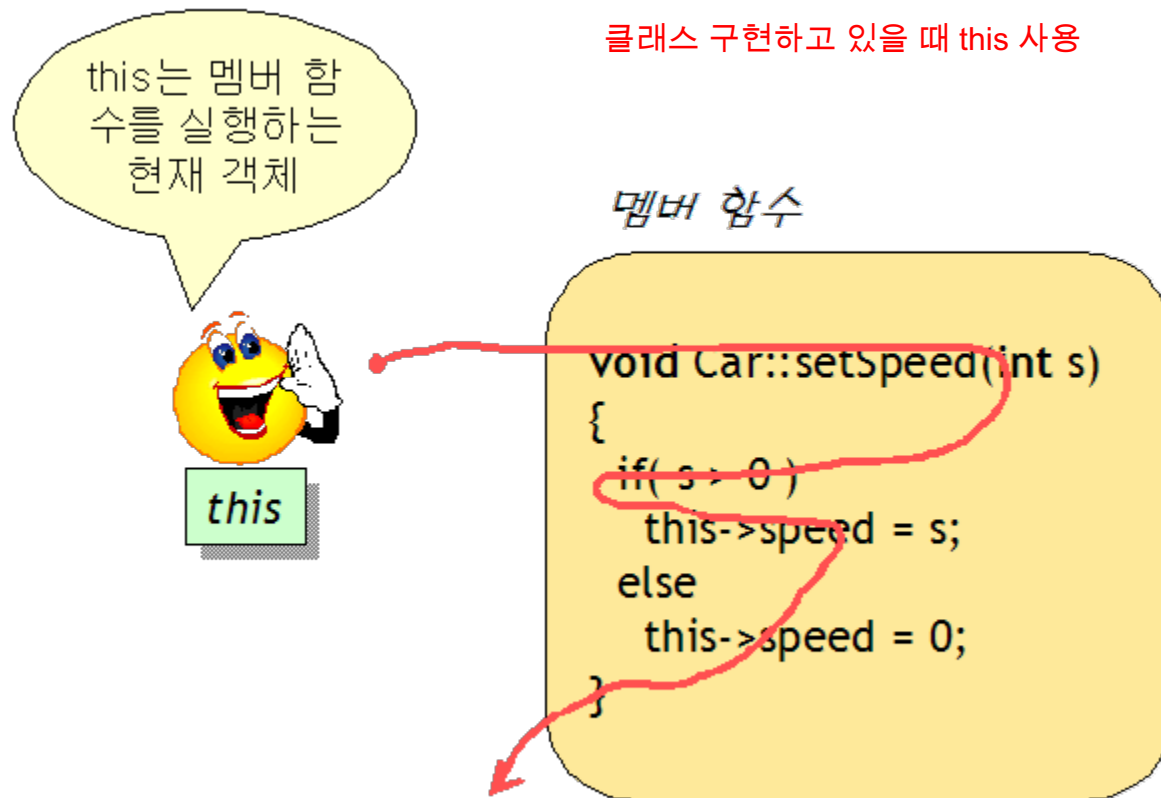 클래스 구현하고 있을 때 this 사용
this는 멤버 함
수를 실행하는
현재 객체
this
멤버 함수
void Car::setSpeed(int s)
{
if( s > 0 )
this->speed = s;
else
this->speed = 0;
}